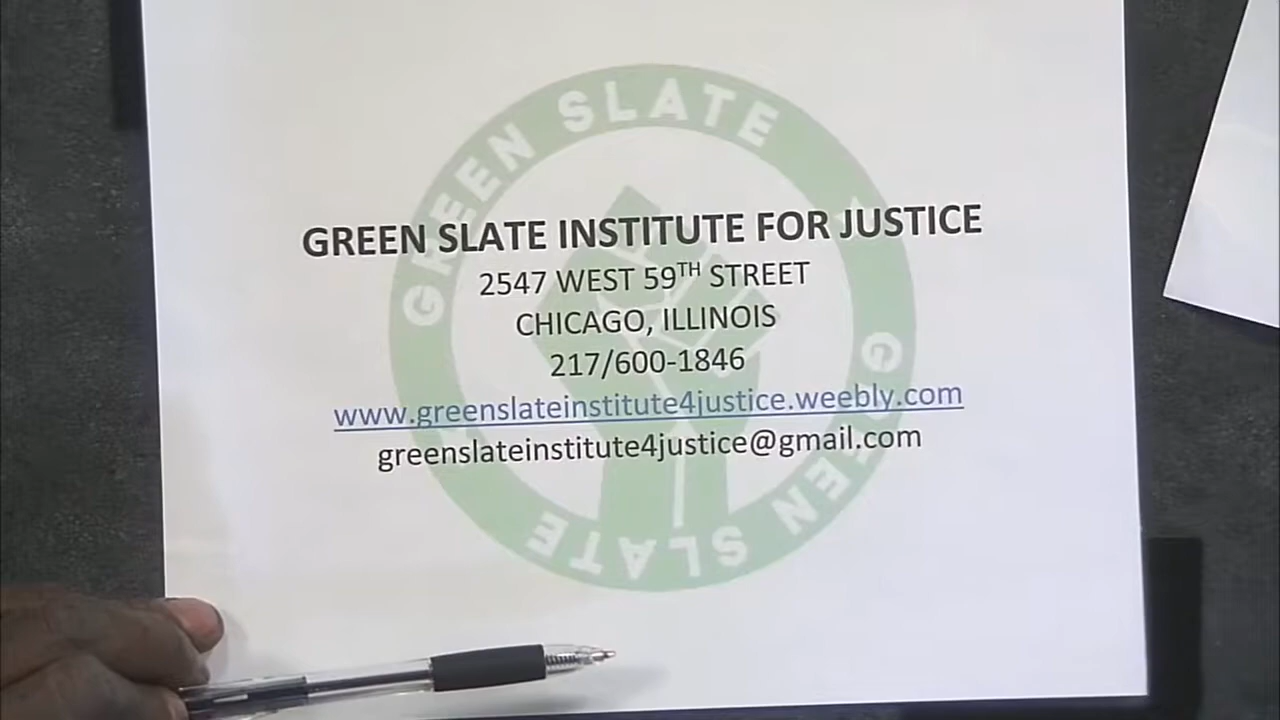 GREEN SLATE
GREEN SLATE INSTITUTE FOR JUSTICE
2547 WEST 59TH STREET
CHICAGO, ILLINOIS
217/600-1846
www.greenslateinstitute4justice.weebly.com
greenslateinstitute4justice@gmail.com
GREEN SLATE